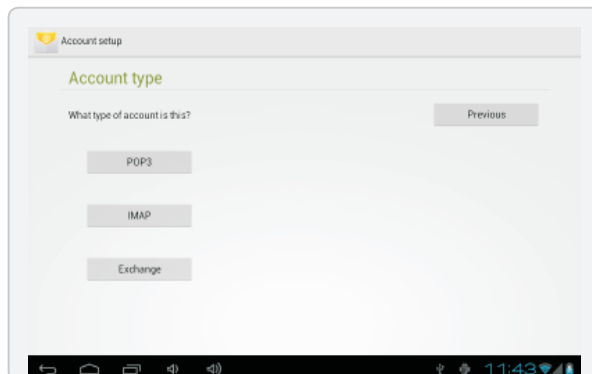 Account setup
Account type
What type of account is this?
Previous
POP3
IMAP
Exchange
11:43